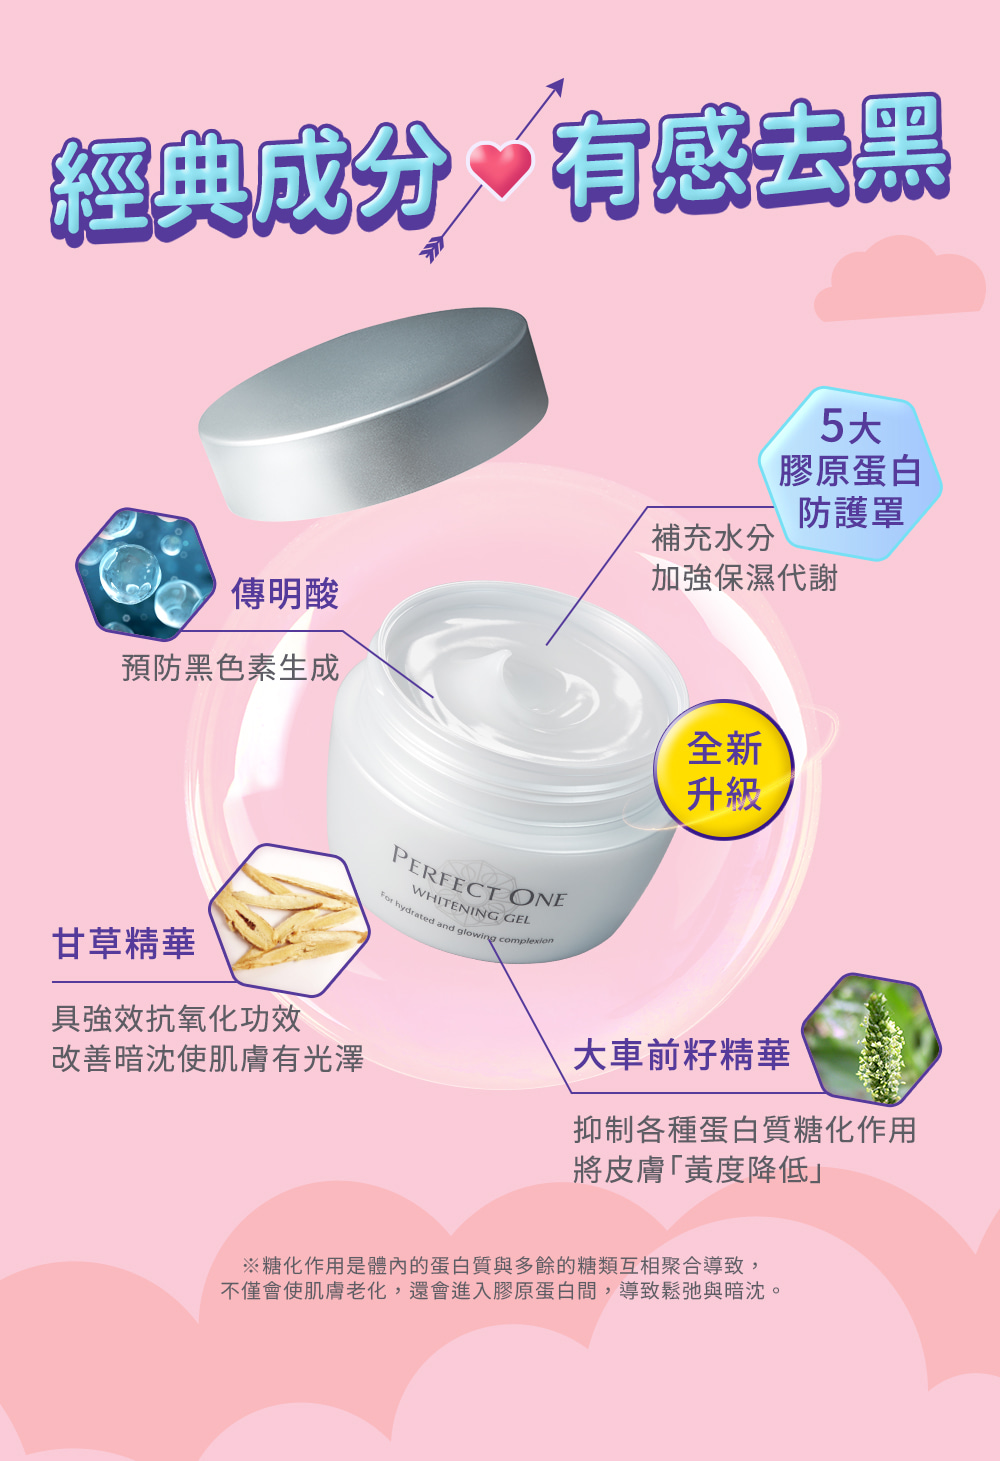 經典成分 有感去黑
5大
膠原蛋白
防護罩
補充水分
加強保濕代謝
傳明酸
預防黑色素生成
全新
升級
PERFECT ONE
WHITENING GEL
For hydrated and glowing complexion
甘草精華
具強效抗氧化功效
改善暗沈使肌膚有光澤
大車前籽精華
抑制各種蛋白質糖化作用
將皮膚「黃度降低」
※糖化作用是體內的蛋白質與多餘的糖類互相聚合導致，
不僅會使肌膚老化，還會進入膠原蛋白間，導致鬆弛與暗沈。